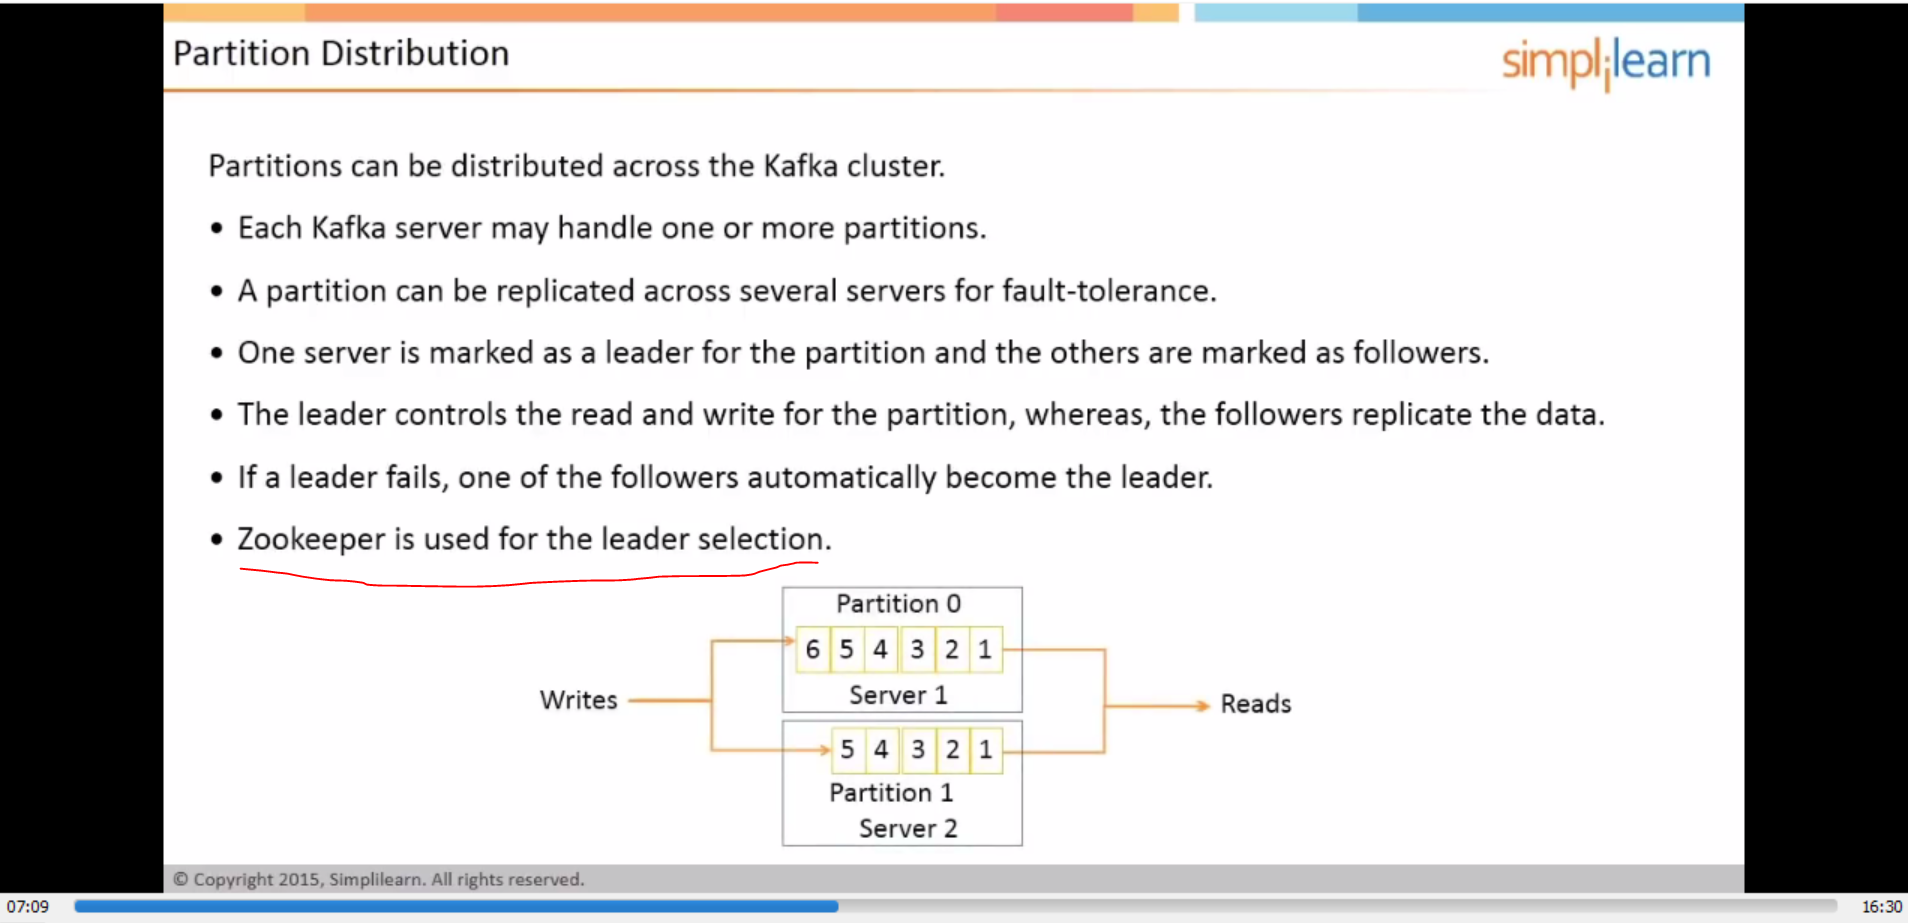 Partition Distribution
simplilearn
Partitions can be distributed across the Kafka cluster.
• Each Kafka server may handle one or more partitions.
• A partition can be replicated across several servers for fault-tolerance.
• One server is marked as a leader for the partition and the others are marked as followers.
• The leader controls the read and write for the partition, whereas, the followers replicate the data.
• If a leader fails, one of the followers automatically become the leader.
• Zookeeper is used for the leader selection.
Partition 0
6 5 4 3 2 1
Server 1
Writes
Reads
5 4 3 2 1
Partition 1
Server 2
© Copyright 2015, Simplilearn. All rights reserved.
07:09
16:30